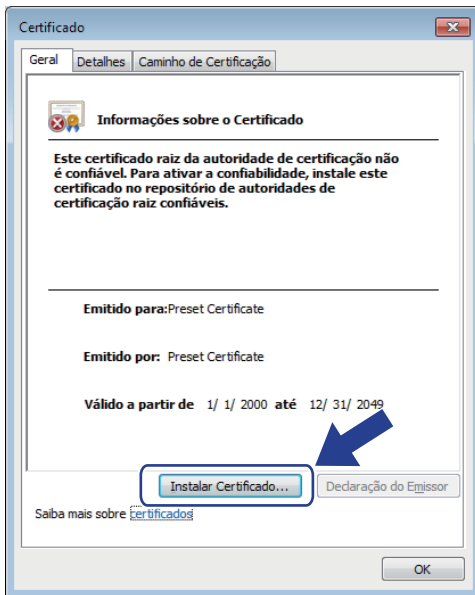 Certificado
Geral Detalhes Caminho de Certificação
Informações sobre o Certificado
Este certificado raiz da autoridade de certificação não
é confiável. Para ativar a confiabilidade, instale este
certificado no repositório de autoridades de
certificação raiz confiáveis.
Emitido para:Preset Certificate
Emitido por: Preset Certificate
Válido a partir de 1/ 1/ 2000 até 12/ 31/ 2049
Instalar Certificado... Declaração do Emissor
Saiba mais sobre certificados
OK